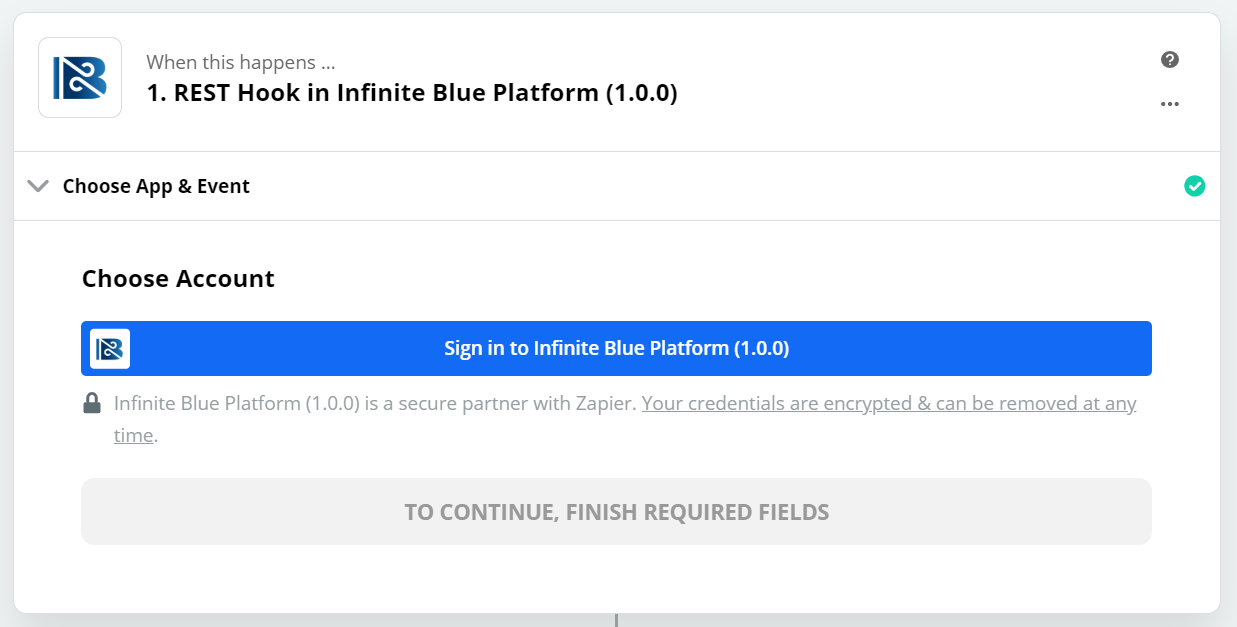 When this happens ...
1. REST Hook in Infinite Blue Platform (1.0.0)
Choose App & Event
Choose Account
Sign in to Infinite Blue Platform (1.0.0)
Infinite Blue Platform (1.0.0) is a secure partner with Zapier. Your credentials are encrypted & can be removed at any
time.
TO CONTINUE, FINISH REQUIRED FIELDS